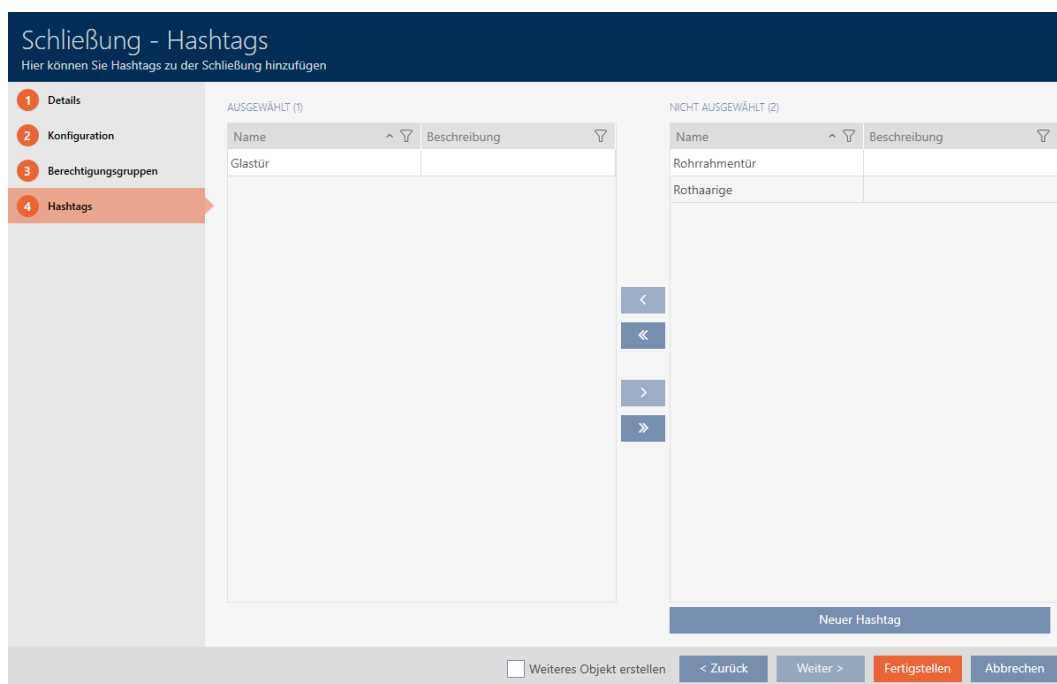 Schließung - Hashtags
Hier können Sie Hashtags zu der Schließung hinzufügen
1 Details
2 Konfiguration
3 Berechtigungsgruppen
4 Hashtags
AUSGEWÄHLT (1)
Name Beschreibung
Glastür
NICHT AUSGEWÄHLT (2)
Name Beschreibung
Rohrrahmentür
Rothaarige
Neuer Hashtag
Weiteres Objekt erstellen < Zurück Weiter > Fertigstellen Abbrechen